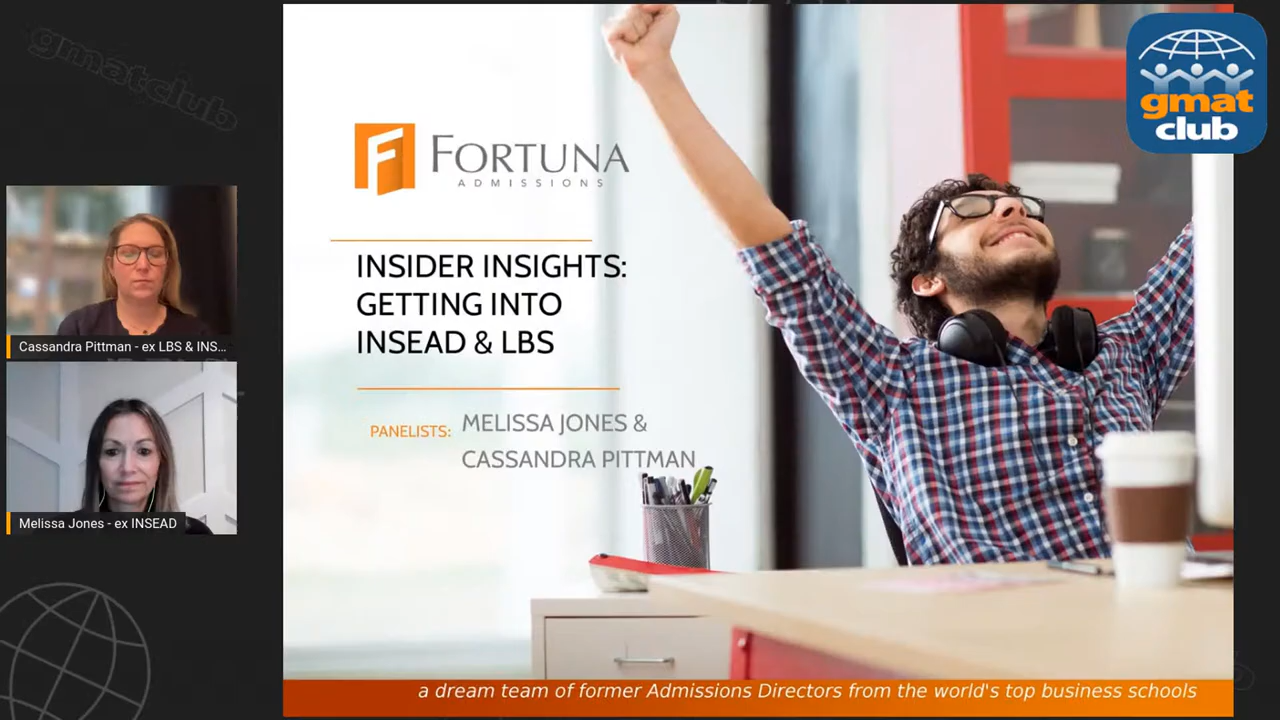 gmatclub
FORTUNA
ADMISSIONS
INSIDER INSIGHTS:
GETTING INTO
INSEAD & LBS
PANELISTS: MELISSA JONES &
CASSANDRA PITTMAN
gmat
club
Cassandra Pittman - ex LBS & INS...
Melissa Jones - ex INSEAD
a dream team of former Admissions Directors from the world's top business schools